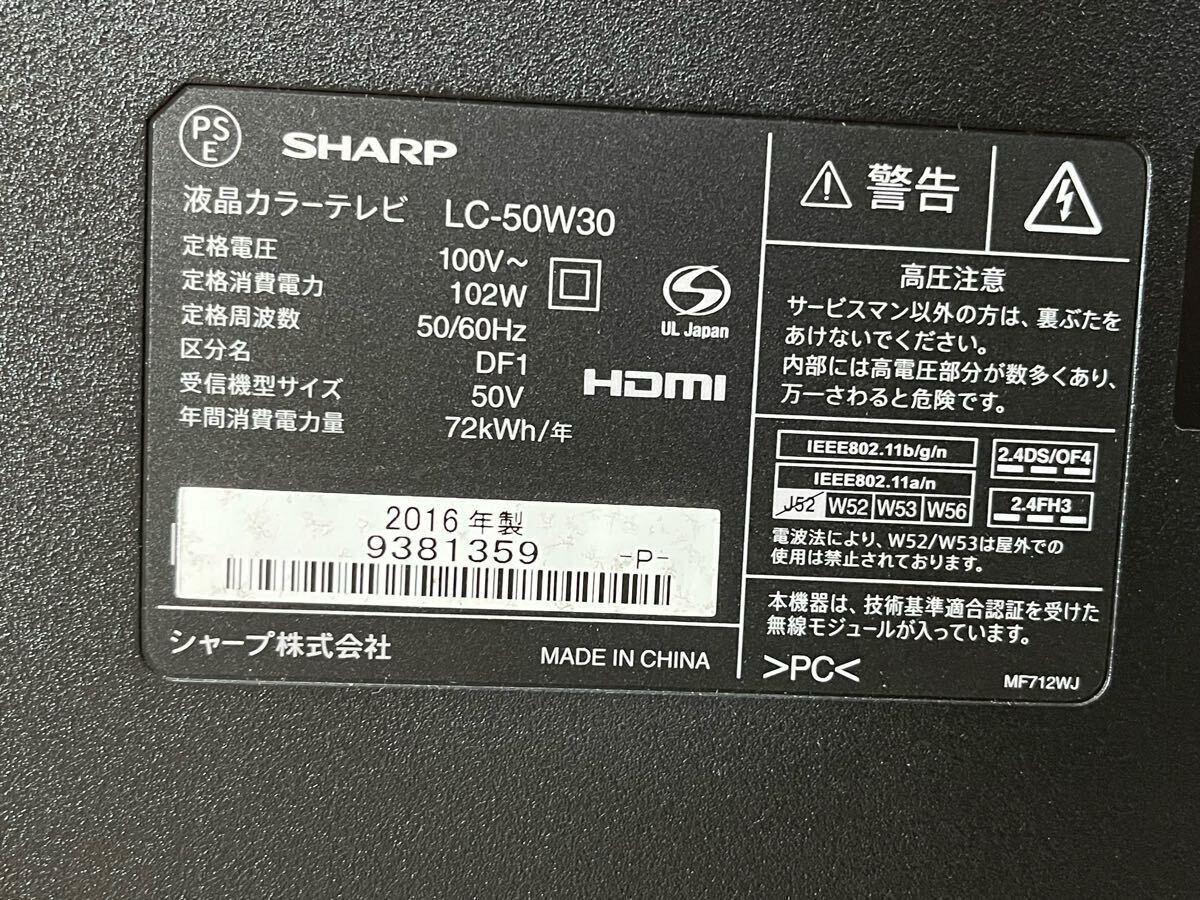 PS
E
SHARP
液晶カラーテレビ LC-50W30
定格電圧 100V～
定格消費電力 102W
定格周波数 50/60Hz
区分名 DF1
受信機型サイズ 50V
年間消費電力量 72kWh/年
UL Japan
HDMI
2016年製
9381359 -P-
シャープ株式会社
MADE IN CHINA
警告
高圧注意
サービスマン以外の方は、裏ぶたを
あけないでください。
内部には高電圧部分が数多くあり、
万一さわると危険です。
IEEE802.11b/g/n
2.4DS/OF4
IEEE802.11a/n
J52 W52 W53 W56
2.4FH3
電波法により、W52/W53は屋外での
使用は禁止されております。
本機器は、技術基準適合認証を受けた
無線モジュールが入っています。
>PC<
MF712WJ